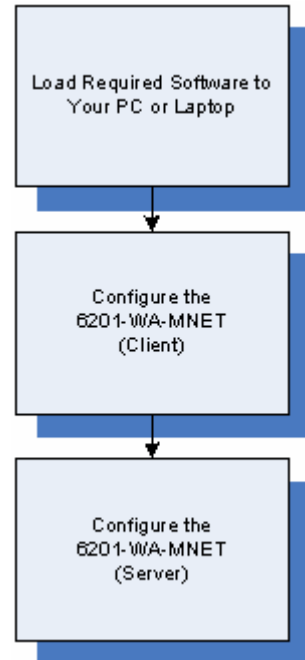 Load Required Software to
Your PC or Laptop
Configure the
6201-WA-MNET
(Client)
Configure the
6201-WA-MNET
(Server)